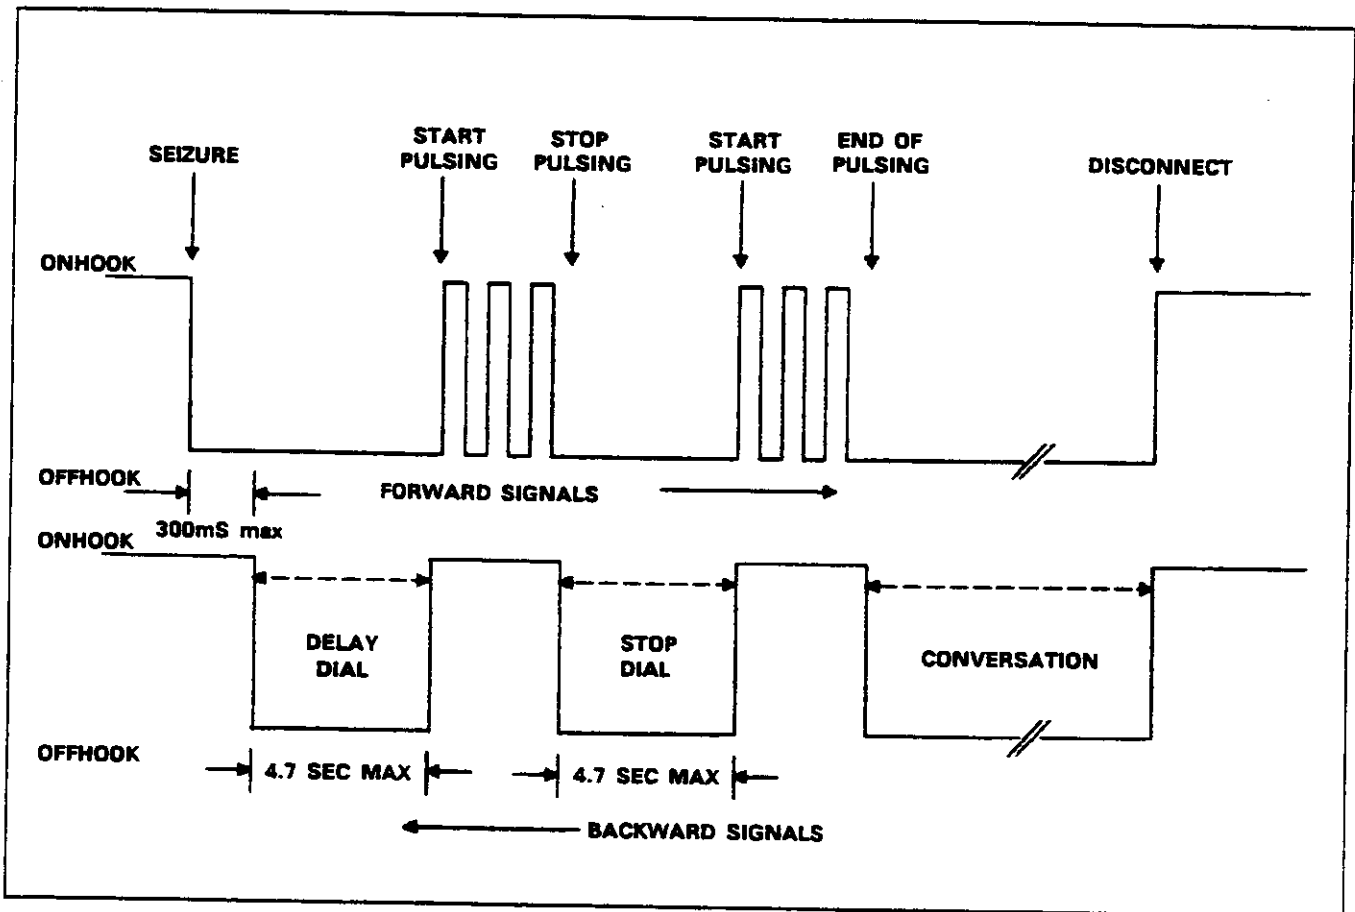 SEIZURE
START
PULSING
STOP
PULSING
START
PULSING
END OF
PULSING
DISCONNECT
ONHOOK
OFFHOOK
FORWARD SIGNALS
300mS max
ONHOOK
DELAY
DIAL
STOP
DIAL
CONVERSATION
OFFHOOK
4.7 SEC MAX
4.7 SEC MAX
BACKWARD SIGNALS